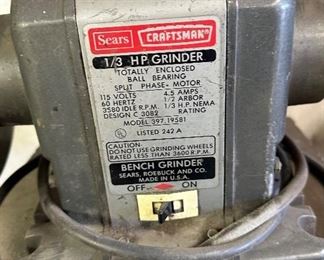 Sears CRAFTSMAN
1/3 HP GRINDER
TOTALLY ENCLOSED
BALL BEARING
SPLIT PHASE MOTOR
115 VOLTS 4.5 AMPS
60 HERTZ 1/2 ARBOR
3580 IDLE R.P.M. 1/3 H.P. NEMA
DESIGN C 3082 RATING
MODEL 397.19581
UL LISTED 242 A
CAUTION:
DO NOT USE GRINDING WHEELS
RATED LESS THAN 3600 R.P.M.
BENCH GRINDER
SEARS, ROEBUCK AND CO.
MADE IN U.S.A.
OFF ON